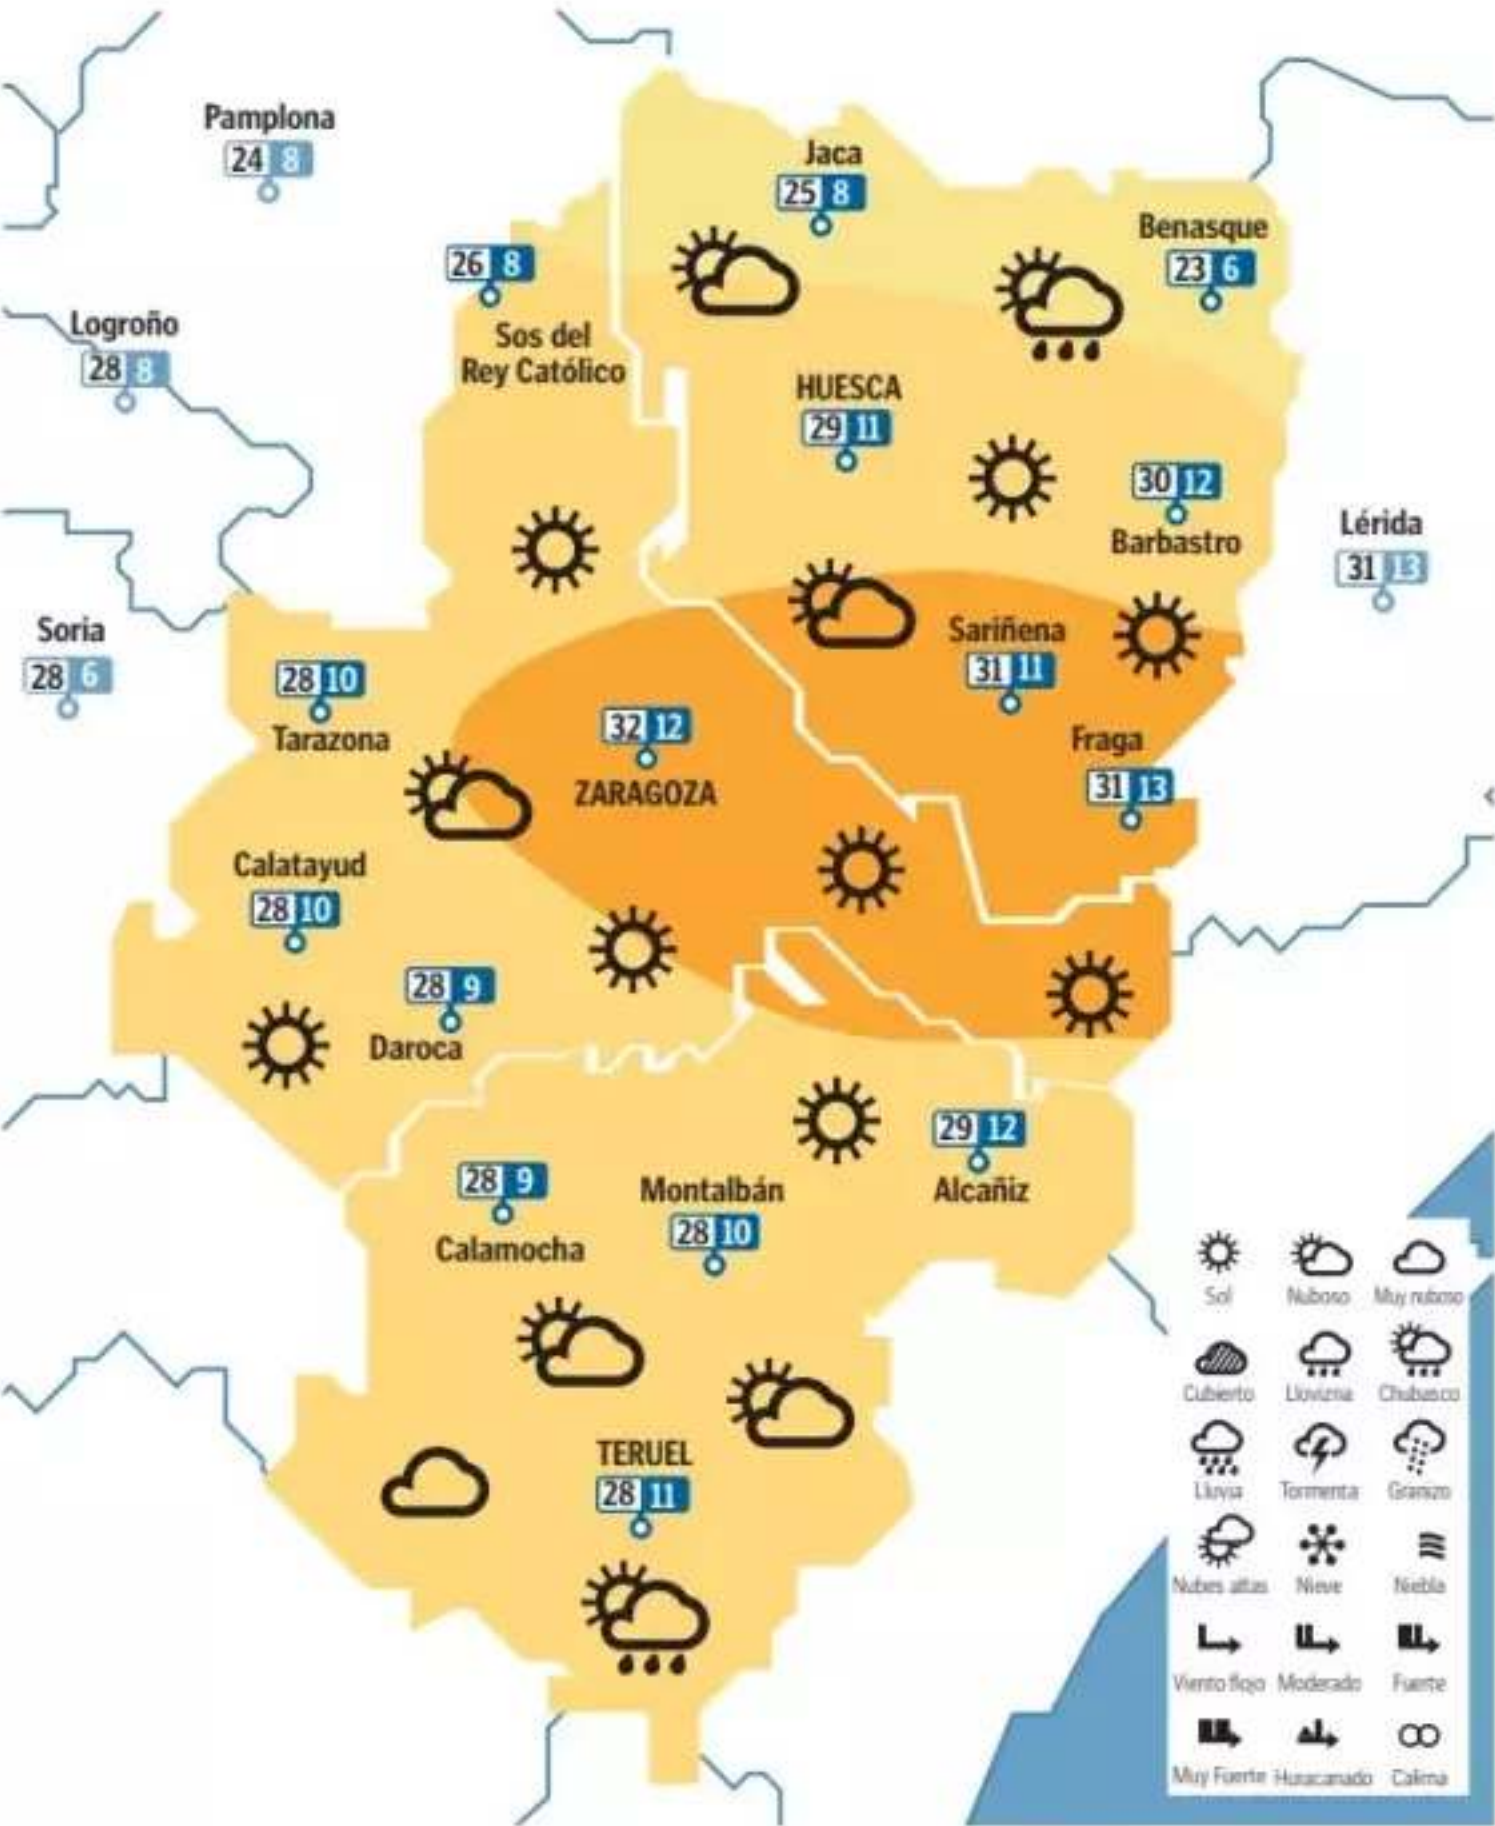 Pamplona
24 8
Jaca
25 8
Benasque
23 6
26 8
Sos del
Rey Católico
Logroño
28 8
HUESCA
29 11
30 12
Barbastro
Lérida
31 13
Soria
28 6
Sariñena
31 11
28 10
Tarazona
32 12
ZARAGOZA
Fraga
31 13
Calatayud
28 10
28 9
Daroca
29 12
Alcañiz
28 9
Calamocha
Montalbán
28 10
TERUEL
28 11
Sol Nuboso Muy nuboso
Cubierto Llovizna Chubasco
Lluvia Tormenta Granizo
Nubes altas Nieve Niebla
Viento flojo Moderado Fuerte
Muy Fuerte Huracanado Calima